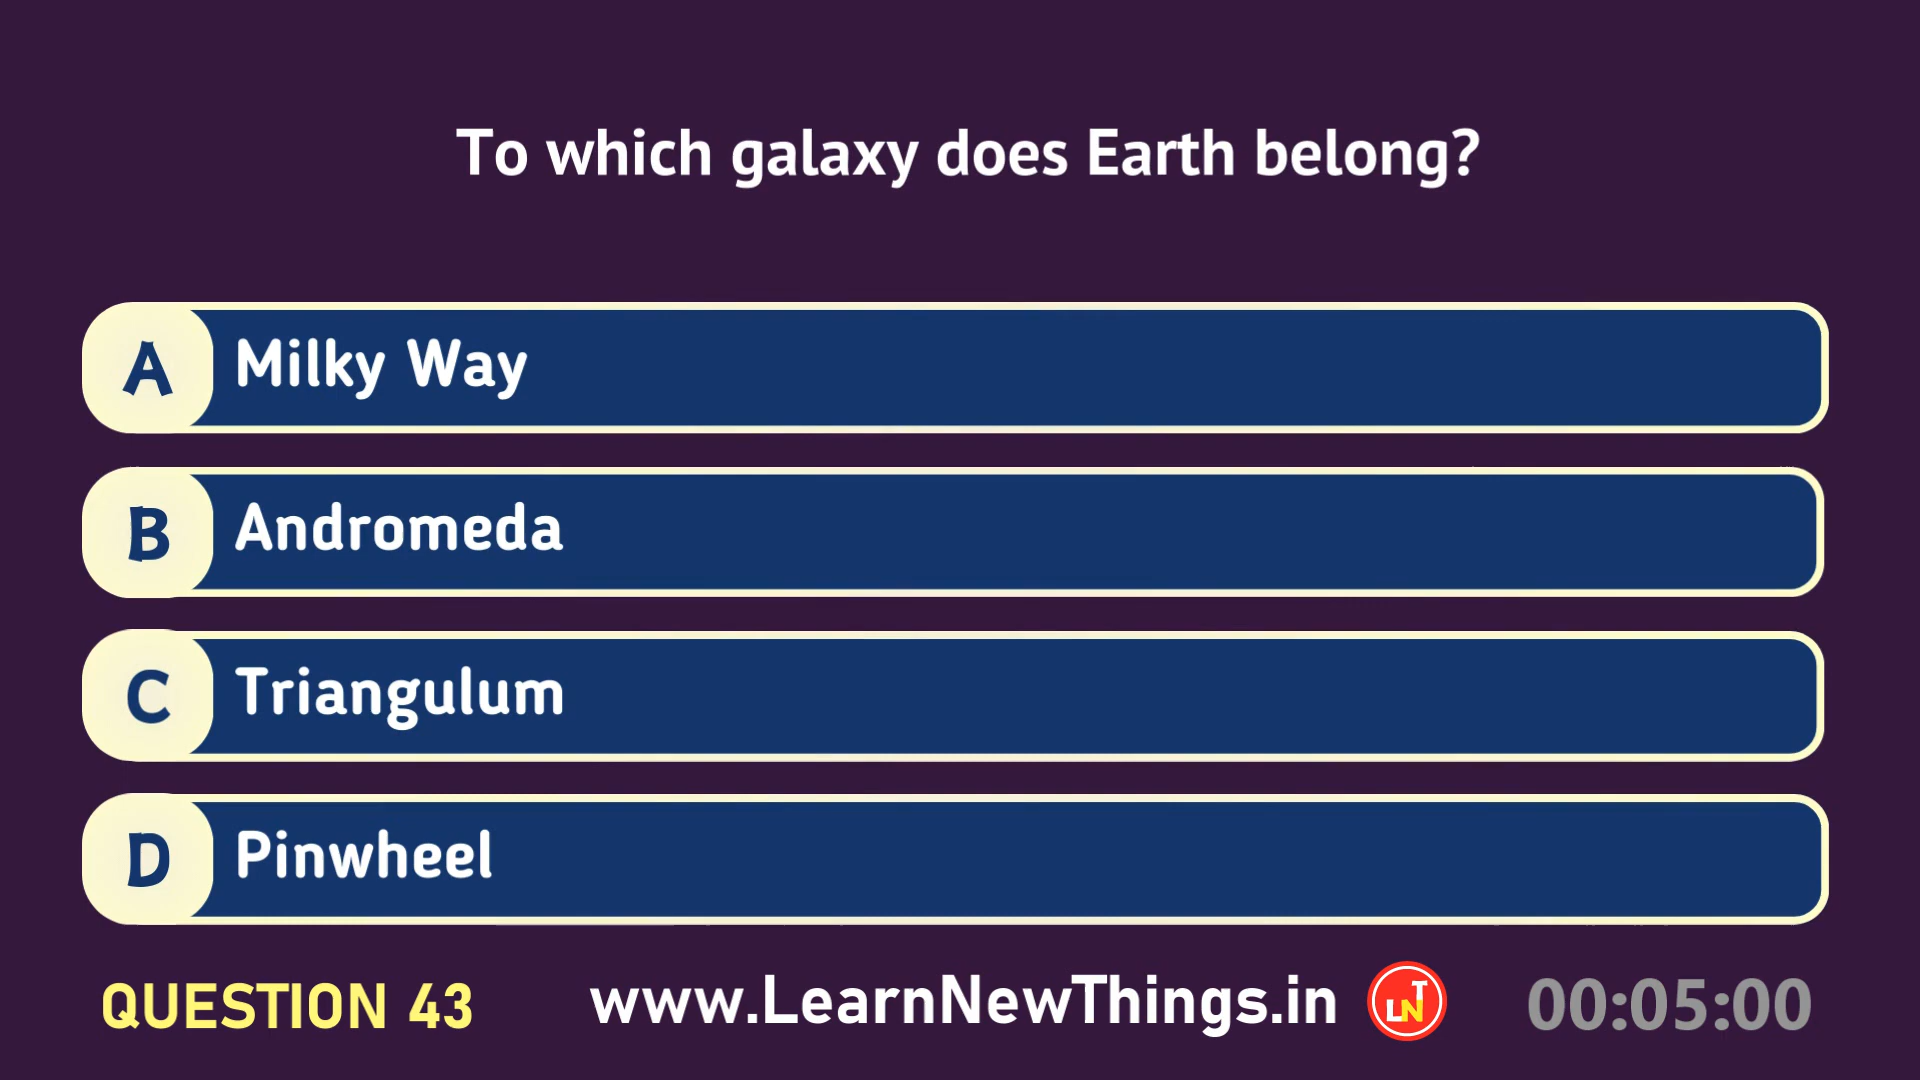 To which galaxy does Earth belong?
A Milky Way
B Andromeda
C Triangulum
D Pinwheel
QUESTION 43 www.LearnNewThings.in LNT 00:05:00